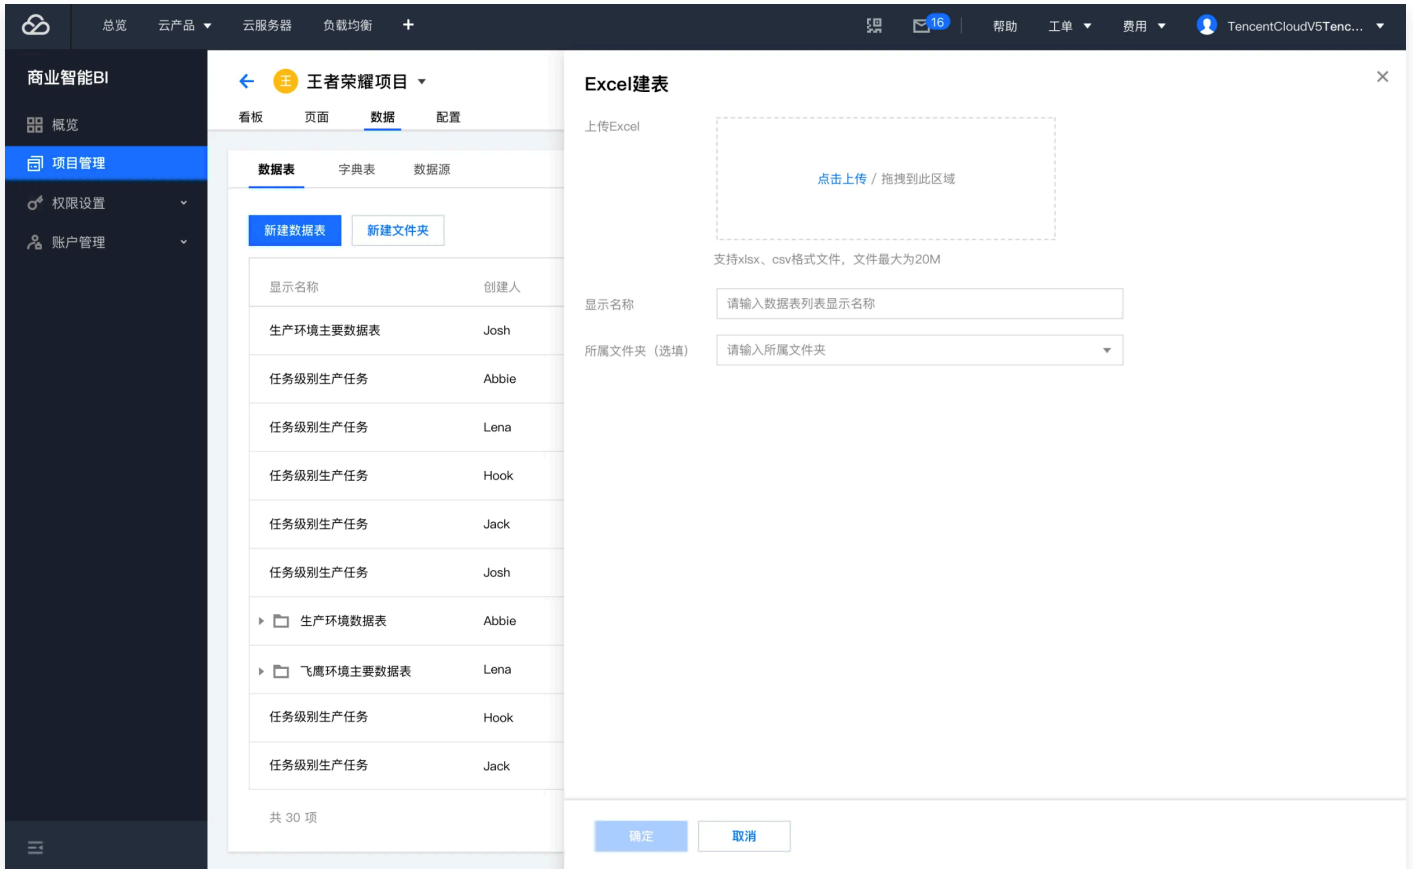 总览 云产品 云服务器 负载均衡 + 16 帮助 工单 费用 TencentCloudV5Tenc...
商业智能BI
概览
项目管理
权限设置
账户管理
王 王者荣耀项目
看板 页面 数据 配置
数据表 字典表 数据源
新建数据表 新建文件夹
显示名称 创建人
生产环境主要数据表 Josh
任务级别生产任务 Abbie
任务级别生产任务 Lena
任务级别生产任务 Hook
任务级别生产任务 Jack
任务级别生产任务 Josh
生产环境数据表 Abbie
飞鹰环境主要数据表 Lena
任务级别生产任务 Hook
任务级别生产任务 Jack
共 30 项
Excel建表
上传Excel
点击上传 / 拖拽到此区域
支持xlsx、csv格式文件，文件最大为20M
显示名称 请输入数据表列表显示名称
所属文件夹（选填） 请输入所属文件夹
确定 取消